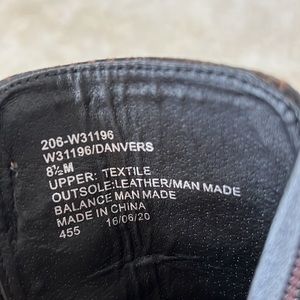 206-W31196
W31196/DANVERS
8½M
UPPER: TEXTILE
OUTSOLE:LEATHER/MAN MADE
BALANCE MAN MADE
MADE IN CHINA
455 16/06/20